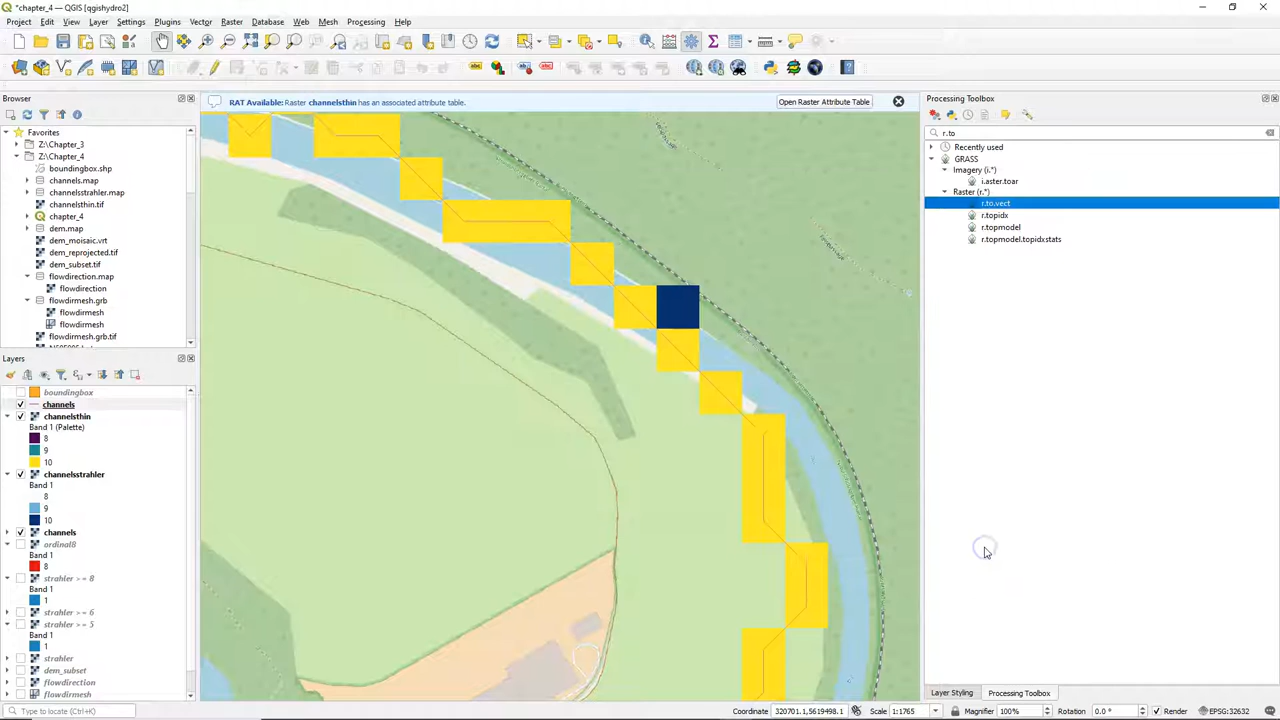 *chapter_4 — QGIS [qgishydro2]
Project Edit View Layer Settings Plugins Vector Raster Database Web Mesh Processing Help
Browser
Favorites
Z:\Chapter_3
Z:\Chapter_4
boundingbox.shp
channels.map
channelsstrahler.map
channelsthin.tif
chapter_4
dem.map
dem_moisaic.vrt
dem_reprojected.tif
dem_subset.tif
flowdirection.map
flowdirection
flowdirmesh.grb
flowdirmesh
flowdirmesh
flowdirmesh.grb.tif
Layers
boundingbox
channels
channelsthin
Band 1 (Palette)
8
9
10
channelsstrahler
Band 1
8
9
10
channels
ordinal8
Band 1
8
strahler >= 8
Band 1
1
strahler >= 6
strahler >= 5
Band 1
1
strahler
dem_subset
flowdirection
flowdirmesh
RAT Available: Raster channelsthin has an associated attribute table.
Open Raster Attribute Table
Processing Toolbox
r.to
Recently used
GRASS
Imagery (i.*)
i.aster.toar
Raster (r.*)
r.to.vect
r.topidx
r.topmodel
r.topmodel.topidxstats
Layer Styling Processing Toolbox
Type to locate (Ctrl+K)
Coordinate 320701.1,5619498.1 Scale 1:1765 Magnifier 100% Rotation 0.0 ° Render EPSG:32632